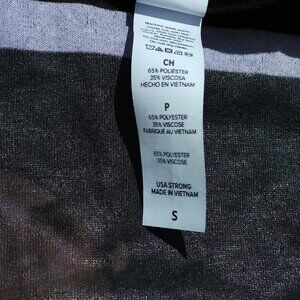 CH
65% POLIESTER
35% VISCOSE
HECHO EN VIETNAM
P
65% POLYESTER
35% VISCOSE
FABRIQUÉ AU VIETNAM
65% POLYESTER
35% VISCOSE
USA STRONG
MADE IN VIETNAM
S